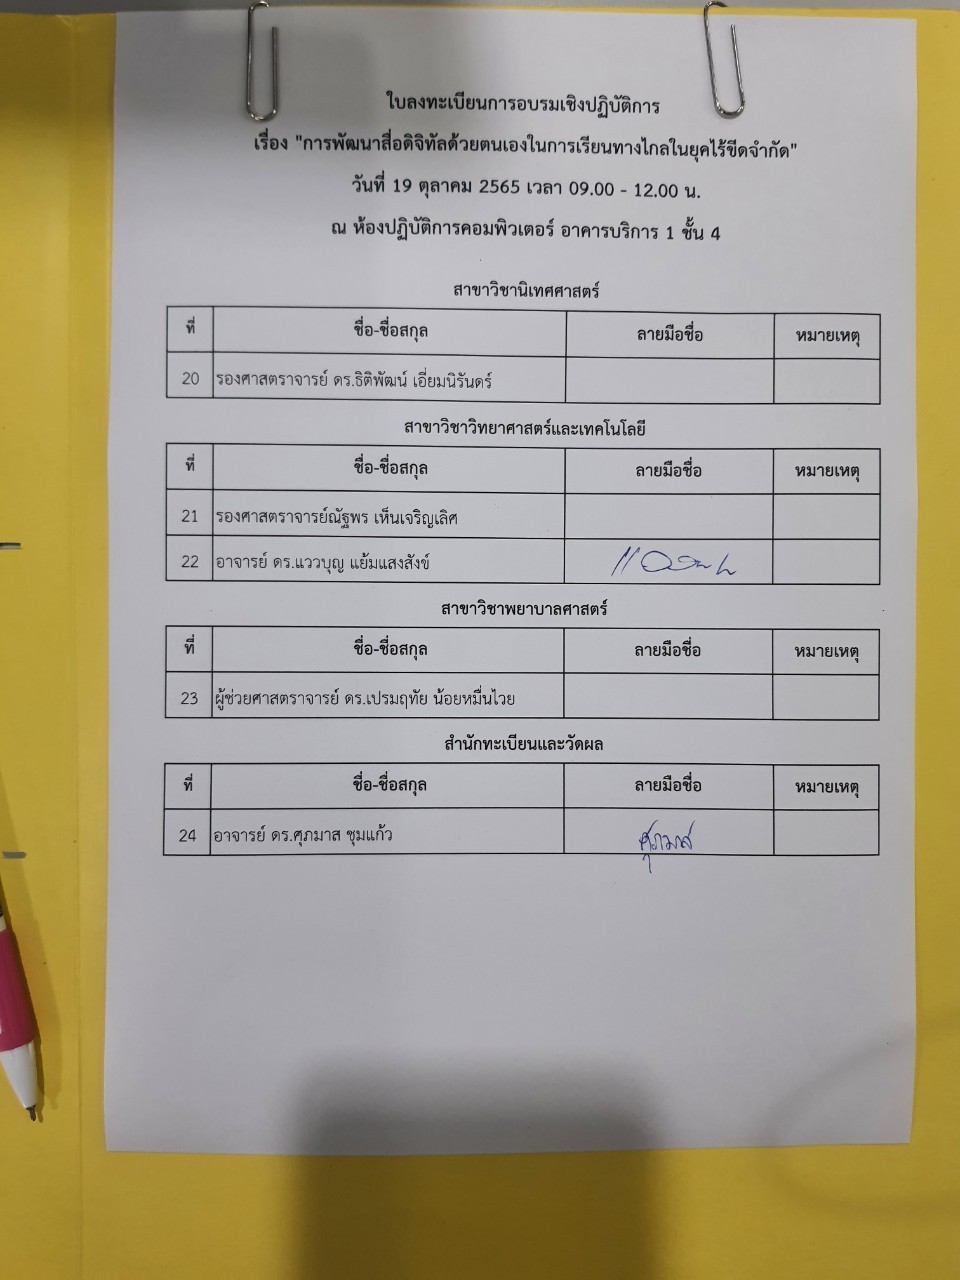 ใบลงทะเบียนการอบรมเชิงปฏิบัติการ
เรื่อง "การพัฒนาสื่อดิจิทัลด้วยตนเองในการเรียนทางไกลในยุคไร้ขีดจำกัด"
วันที่ 19 ตุลาคม 2565 เวลา 09.00 - 12.00 น.
ณ ห้องปฏิบัติการคอมพิวเตอร์ อาคารบริการ 1 ชั้น 4
สาขาวิชานิเทศศาสตร์
ที่ ชื่อ-ชื่อสกุล ลายมือชื่อ หมายเหตุ
20 รองศาสตราจารย์ ดร.ธิติพัฒน์ เอี่ยมนิรันดร์
สาขาวิชาวิทยาศาสตร์และเทคโนโลยี
ที่ ชื่อ-ชื่อสกุล ลายมือชื่อ หมายเหตุ
21 รองศาสตราจารย์ณัฐพร เห็นเจริญเลิศ
22 อาจารย์ ดร.แววบุญ แย้มแสงสังข์
สาขาวิชาพยาบาลศาสตร์
ที่ ชื่อ-ชื่อสกุล ลายมือชื่อ หมายเหตุ
23 ผู้ช่วยศาสตราจารย์ ดร.เปรมฤทัย น้อยหมื่นไวย
สำนักทะเบียนและวัดผล
ที่ ชื่อ-ชื่อสกุล ลายมือชื่อ หมายเหตุ
24 อาจารย์ ดร.ศุภมาส ชุมแก้ว ศุภมาส